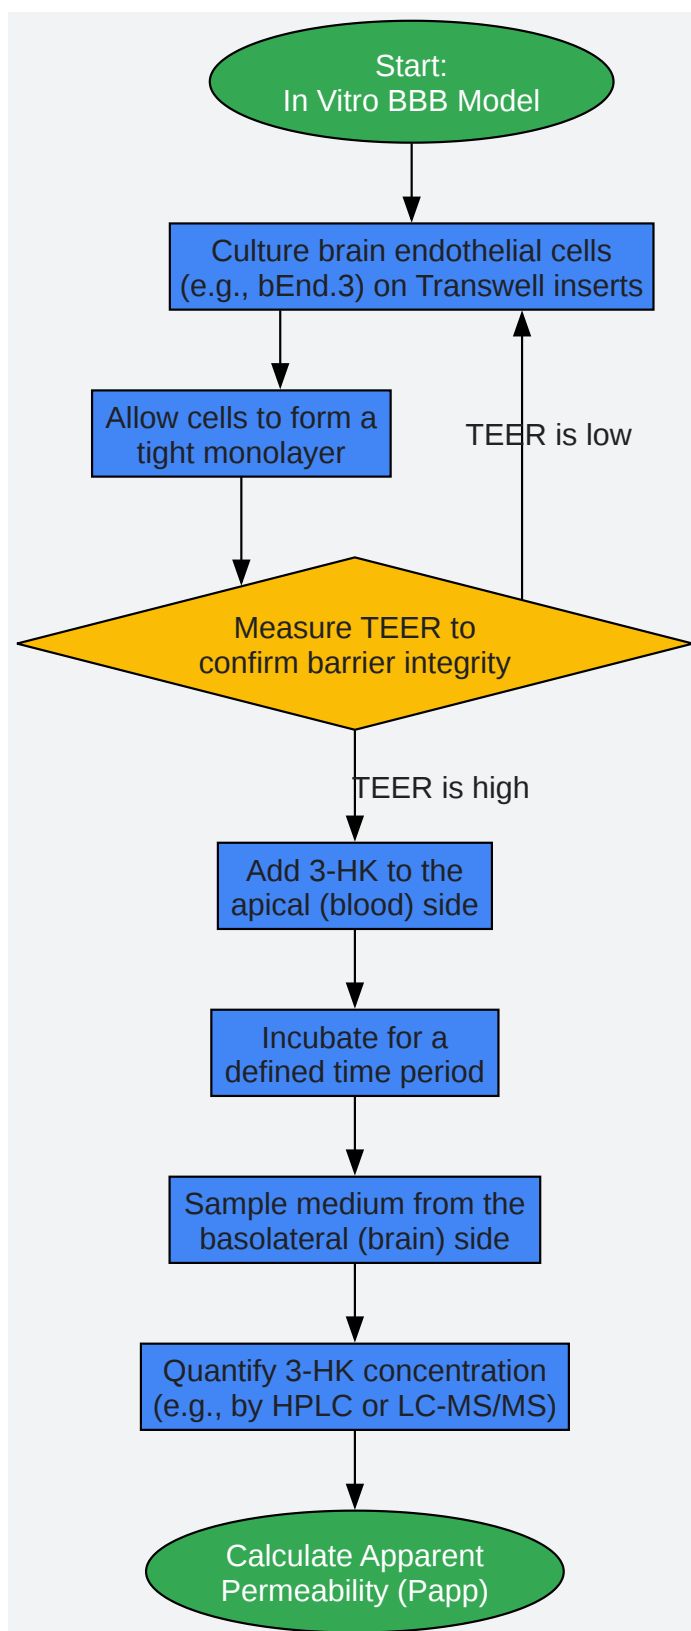 Start:
In Vitro BBB Model
Culture brain endothelial cells
(e.g., bEnd.3) on Transwell inserts
Allow cells to form a
tight monolayer
TEER is low
Measure TEER to
confirm barrier integrity
TEER is high
Add 3-HK to the
apical (blood) side
Incubate for a
defined time period
Sample medium from the
basolateral (brain) side
Quantify 3-HK concentration
(e.g., by HPLC or LC-MS/MS)
Calculate Apparent
Permeability (Papp)